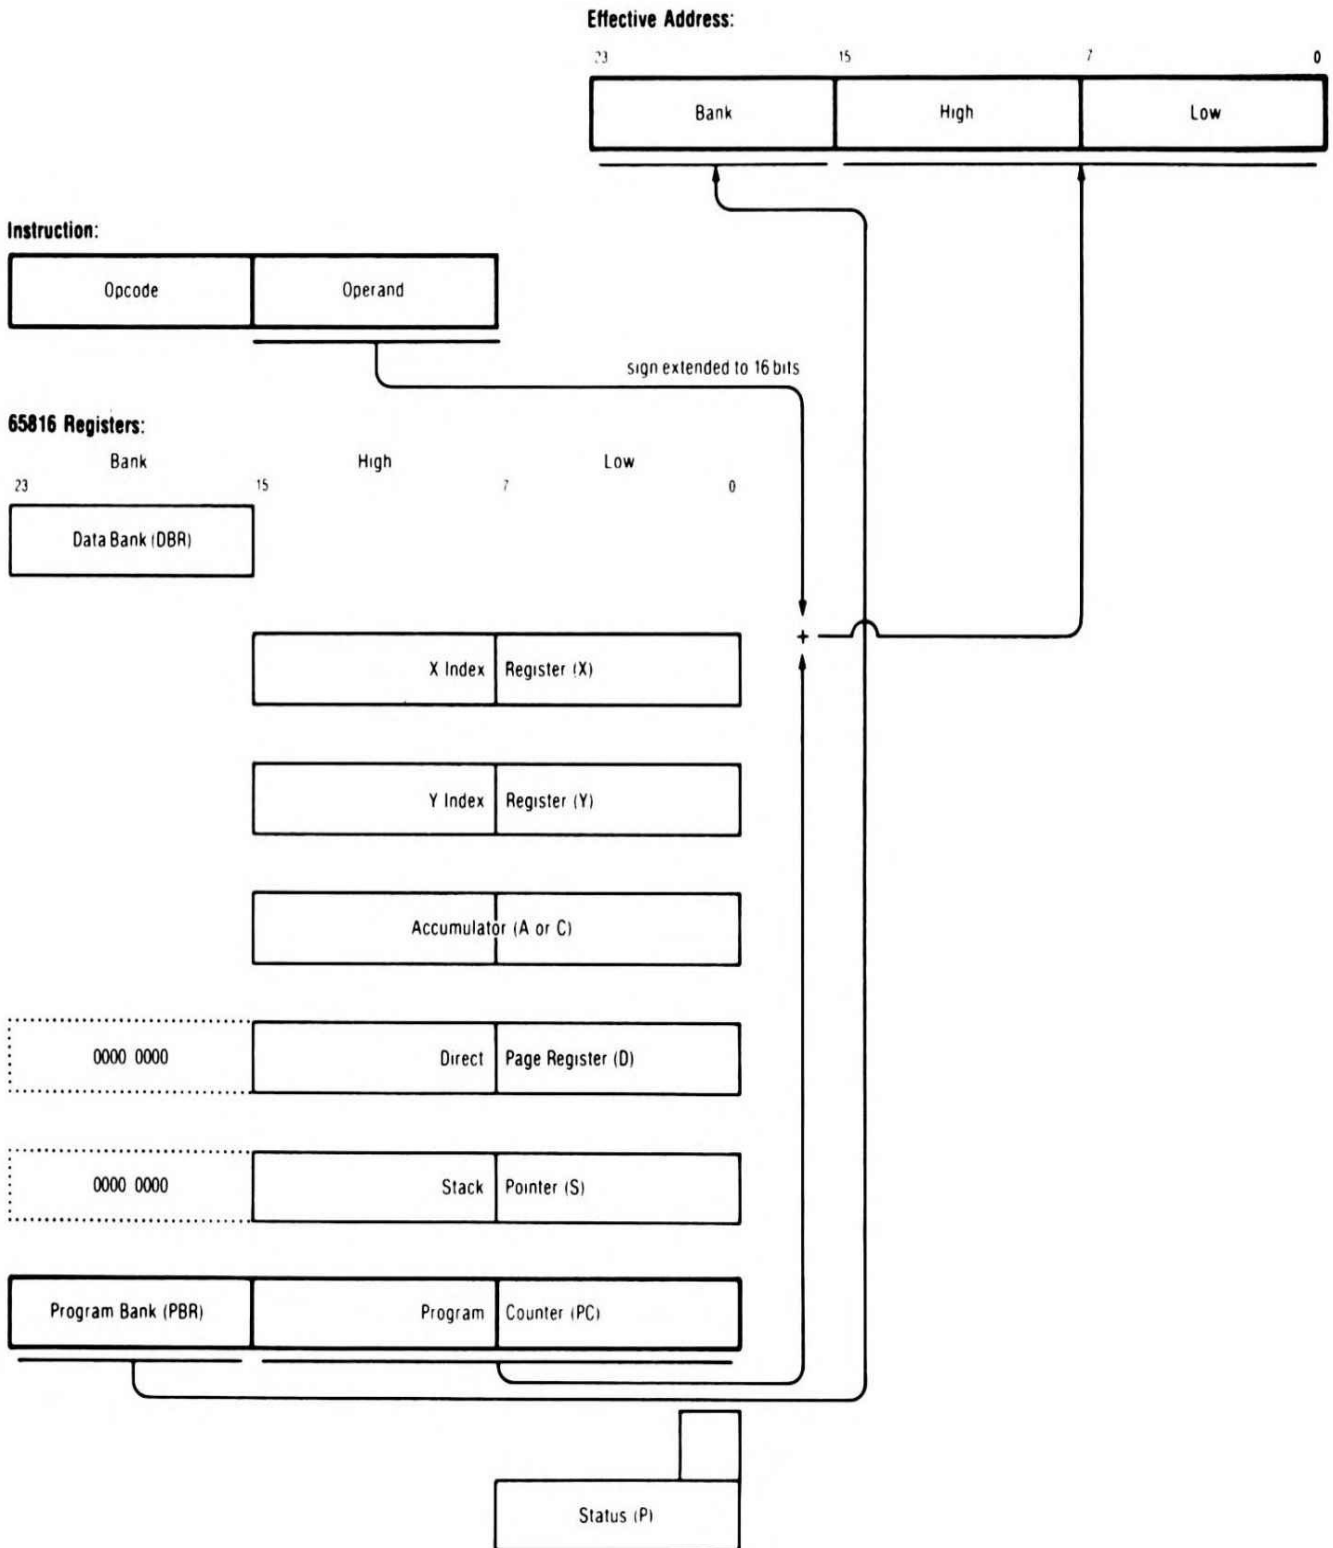 Effective Address:
23 15 7 0
Bank High Low
Instruction:
Opcode Operand
sign extended to 16 bits
65816 Registers:
Bank High Low
23 15 7 0
Data Bank (DBR)
+
X Index Register (X)
Y Index Register (Y)
Accumulator (A or C)
0000 0000 Direct Page Register (D)
0000 0000 Stack Pointer (S)
Program Bank (PBR) Program Counter (PC)
Status (P)